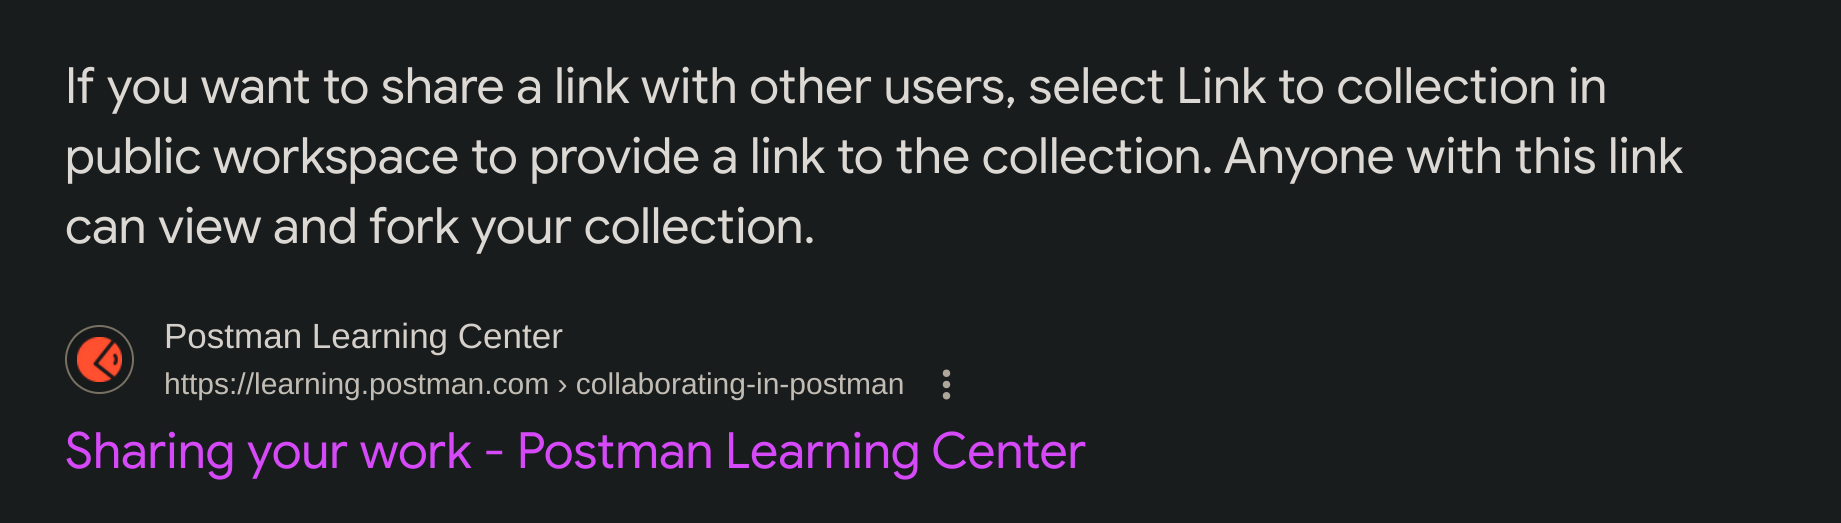 If you want to share a link with other users, select Link to collection in
public workspace to provide a link to the collection. Anyone with this link
can view and fork your collection.
Postman Learning Center
https://learning.postman.com › collaborating-in-postman
Sharing your work - Postman Learning Center